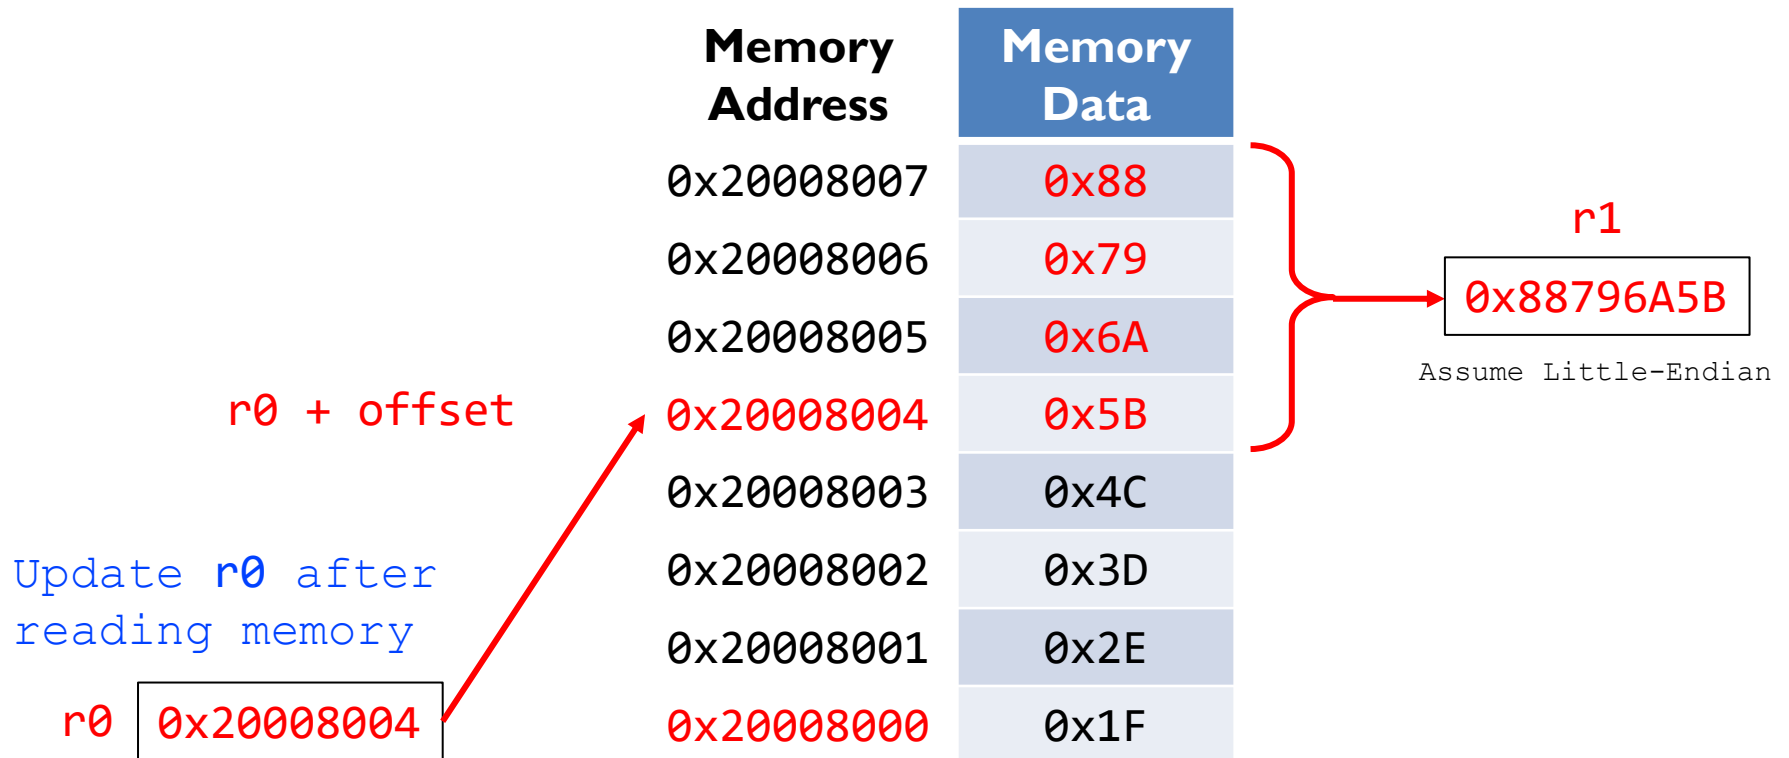 Memory Address
Memory Data
0x20008007 0x88
0x20008006 0x79
0x20008005 0x6A
r0 + offset 0x20008004 0x5B
0x20008003 0x4C
0x20008002 0x3D
0x20008001 0x2E
0x20008000 0x1F
r1
0x88796A5B
Assume Little-Endian
Update r0 after
reading memory
r0 0x20008004